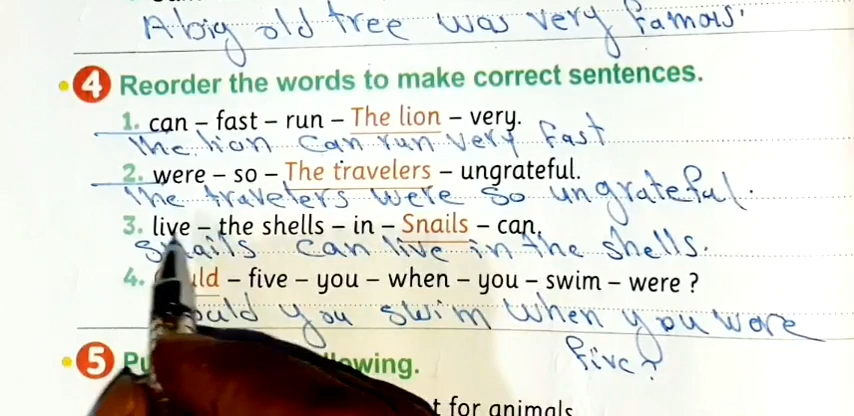 A big old tree was very famous.
4 Reorder the words to make correct sentences.
1. can – fast – run – The lion – very.
the lion can run very fast
2. were – so – The travelers – ungrateful.
the travelers were so ungrateful.
3. live – the shells – in – Snails – can.
Snails can live in the shells.
4. – five – you – when – you – swim – were ?
you swim when you were
five?
5
for animals